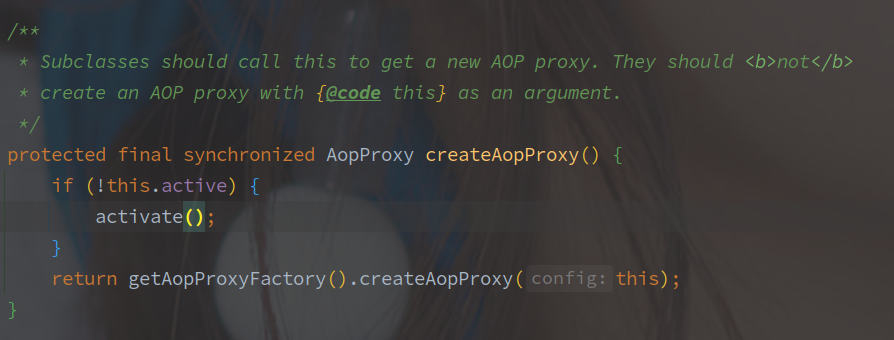 /**
 * Subclasses should call this to get a new AOP proxy. They should <b>not</b>
 * create an AOP proxy with {@code this} as an argument.
 */
protected final synchronized AopProxy createAopProxy() {
    if (!this.active) {
        activate();
    }
    return getAopProxyFactory().createAopProxy( config: this);
}